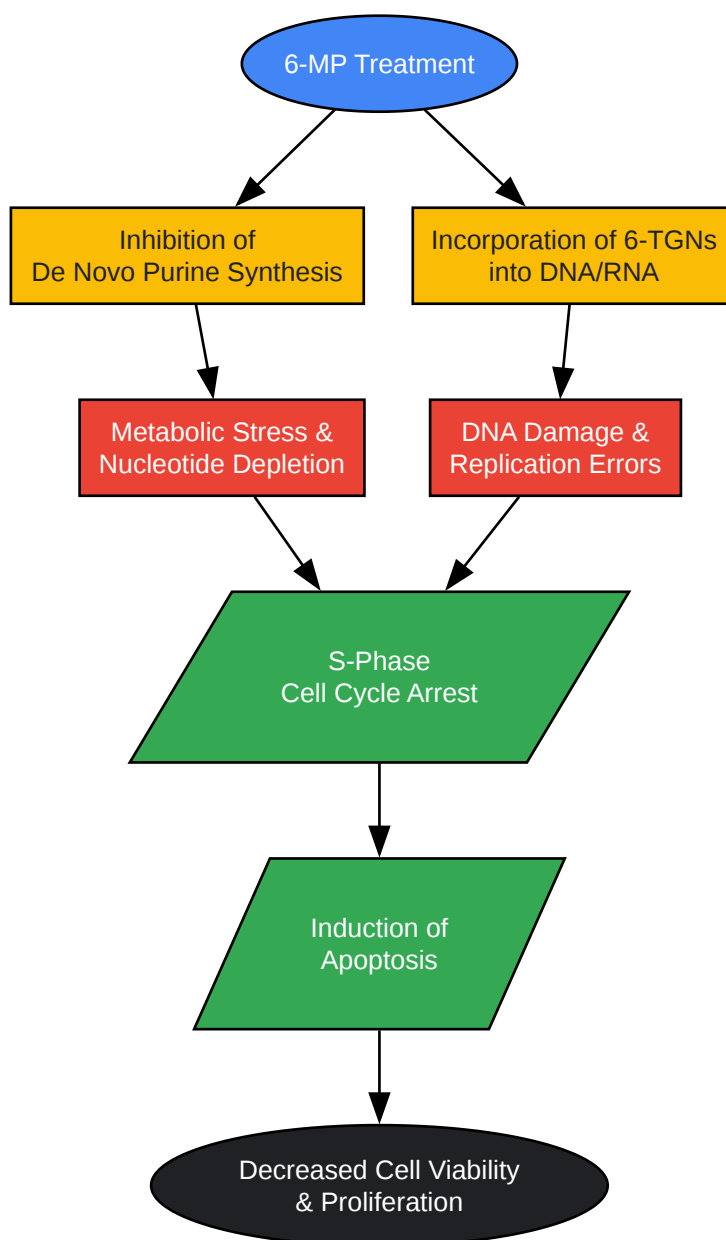 6-MP Treatment
Inhibition of
De Novo Purine Synthesis
Incorporation of 6-TGNs
into DNA/RNA
Metabolic Stress &
Nucleotide Depletion
DNA Damage &
Replication Errors
S-Phase
Cell Cycle Arrest
Induction of
Apoptosis
Decreased Cell Viability
& Proliferation